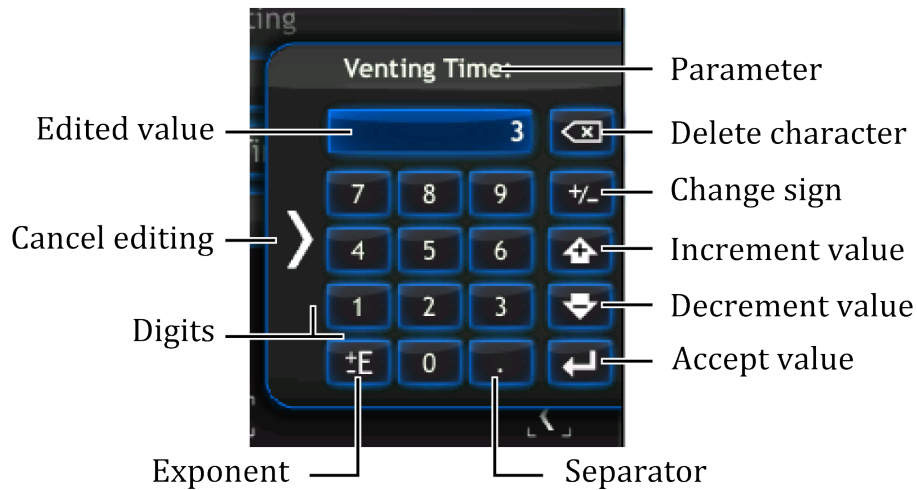 ting
Venting Time:
Parameter
Edited value
3
Delete character
7 8 9 +/-
Change sign
Cancel editing
4 5 6
Increment value
1 2 3
Decrement value
Digits
±E 0 .
Accept value
Exponent
Separator